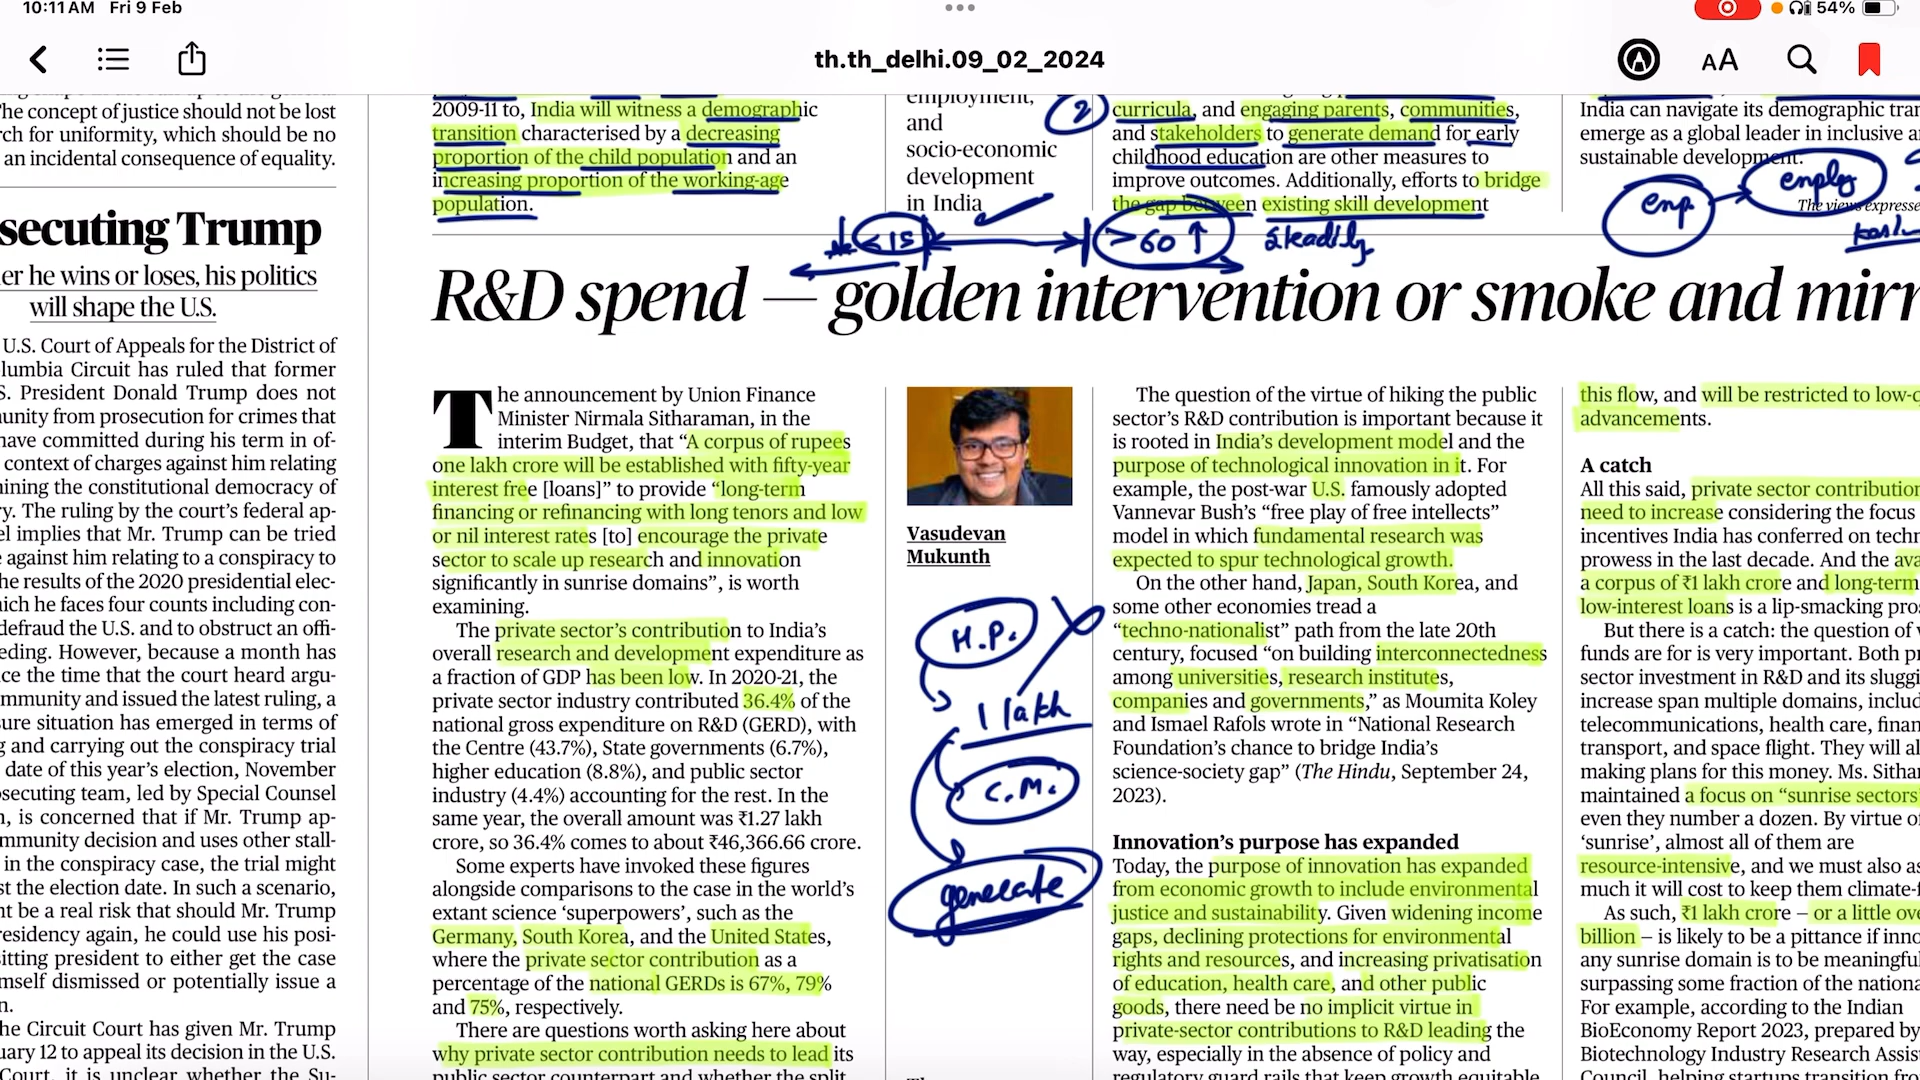 10:11 AM Fri 9 Feb
54%
th.th_delhi.09_02_2024
AA
The concept of justice should not be lost
rch for uniformity, which should be no
an incidental consequence of equality.
secuting Trump
er he wins or loses, his politics
will shape the U.S.
U.S. Court of Appeals for the District of
lumbia Circuit has ruled that former
S. President Donald Trump does not
unity from prosecution for crimes that
have committed during his term in of-
context of charges against him relating
mining the constitutional democracy of
ry. The ruling by the court's federal ap-
el implies that Mr. Trump can be tried
e against him relating to a conspiracy to
he results of the 2020 presidential elec-
ich he faces four counts including con-
defraud the U.S. and to obstruct an offi-
eding. However, because a month has
ce the time that the court heard argu-
mmunity and issued the latest ruling, a
sure situation has emerged in terms of
g and carrying out the conspiracy trial
date of this year's election, November
osecuting team, led by Special Counsel
n, is concerned that if Mr. Trump ap-
mmunity decision and uses other stall-
in the conspiracy case, the trial might
st the election date. In such a scenario,
ht be a real risk that should Mr. Trump
residency again, he could use his posi-
sitting president to either get the case
mself dismissed or potentially issue a
n.
he Circuit Court has given Mr. Trump
uary 12 to appeal its decision in the U.S.
Court, it is unclear whether the Su-
2009-11 to, India will witness a demographic
transition characterised by a decreasing
proportion of the child population and an
increasing proportion of the working-age
population.
employment,
and
socio-economic
development
in India
2
curricula, and engaging parents, communities,
and stakeholders to generate demand for early
childhood education are other measures to
improve outcomes. Additionally, efforts to bridge
the gap between existing skill development
India can navigate its demographic tran
emerge as a global leader in inclusive a
sustainable development.
The views expresse
<15
>60 ↑
steadily
emp.
employ
R&D spend — golden intervention or smoke and mirr
The announcement by Union Finance
Minister Nirmala Sitharaman, in the
interim Budget, that “A corpus of rupees
one lakh crore will be established with fifty-year
interest free [loans]” to provide “long-term
financing or refinancing with long tenors and low
or nil interest rates [to] encourage the private
sector to scale up research and innovation
significantly in sunrise domains”, is worth
examining.
The private sector's contribution to India's
overall research and development expenditure as
a fraction of GDP has been low. In 2020-21, the
private sector industry contributed 36.4% of the
national gross expenditure on R&D (GERD), with
the Centre (43.7%), State governments (6.7%),
higher education (8.8%), and public sector
industry (4.4%) accounting for the rest. In the
same year, the overall amount was ₹1.27 lakh
crore, so 36.4% comes to about ₹46,366.66 crore.
Some experts have invoked these figures
alongside comparisons to the case in the world's
extant science ‘superpowers’, such as the
Germany, South Korea, and the United States,
where the private sector contribution as a
percentage of the national GERDs is 67%, 79%
and 75%, respectively.
There are questions worth asking here about
why private sector contribution needs to lead its
public sector counterpart and whether the split
Vasudevan
Mukunth
H.P.
1 lakh
C.M.
generate
The question of the virtue of hiking the public
sector's R&D contribution is important because it
is rooted in India's development model and the
purpose of technological innovation in it. For
example, the post-war U.S. famously adopted
Vannevar Bush's “free play of free intellects”
model in which fundamental research was
expected to spur technological growth.
On the other hand, Japan, South Korea, and
some other economies tread a
“techno-nationalist” path from the late 20th
century, focused “on building interconnectedness
among universities, research institutes,
companies and governments,” as Moumita Koley
and Ismael Rafols wrote in “National Research
Foundation's chance to bridge India's
science-society gap” (The Hindu, September 24,
2023).
Innovation's purpose has expanded
Today, the purpose of innovation has expanded
from economic growth to include environmental
justice and sustainability. Given widening income
gaps, declining protections for environmental
rights and resources, and increasing privatisation
of education, health care, and other public
goods, there need be no implicit virtue in
private-sector contributions to R&D leading the
way, especially in the absence of policy and
regulatory guard rails that keep growth equitable
this flow, and will be restricted to low-
advancements.
A catch
All this said, private sector contribution
need to increase considering the focus
incentives India has conferred on techn
prowess in the last decade. And the ava
a corpus of ₹1 lakh crore and long-term
low-interest loans is a lip-smacking pro
But there is a catch: the question of
funds are for is very important. Both p
sector investment in R&D and its slugg
increase span multiple domains, includ
telecommunications, health care, finan
transport, and space flight. They will al
making plans for this money. Ms. Sithar
maintained a focus on “sunrise sectors
even they number a dozen. By virtue of
‘sunrise’, almost all of them are
resource-intensive, and we must also as
much it will cost to keep them climate-f
As such, ₹1 lakh crore – or a little ove
billion – is likely to be a pittance if inno
any sunrise domain is to be meaningfu
surpassing some fraction of the nationa
For example, according to the Indian
BioEconomy Report 2023, prepared by
Biotechnology Industry Research Assis
Council, helping startups transition fro